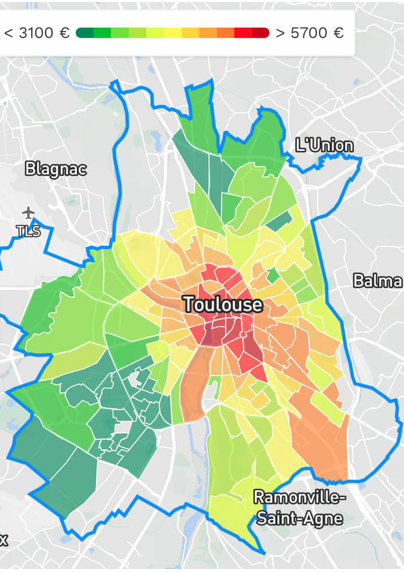 < 3100 € > 5700 €
L'Union
Blagnac
TLS
Balma
Toulouse
Ramonville-
Saint-Agne
x